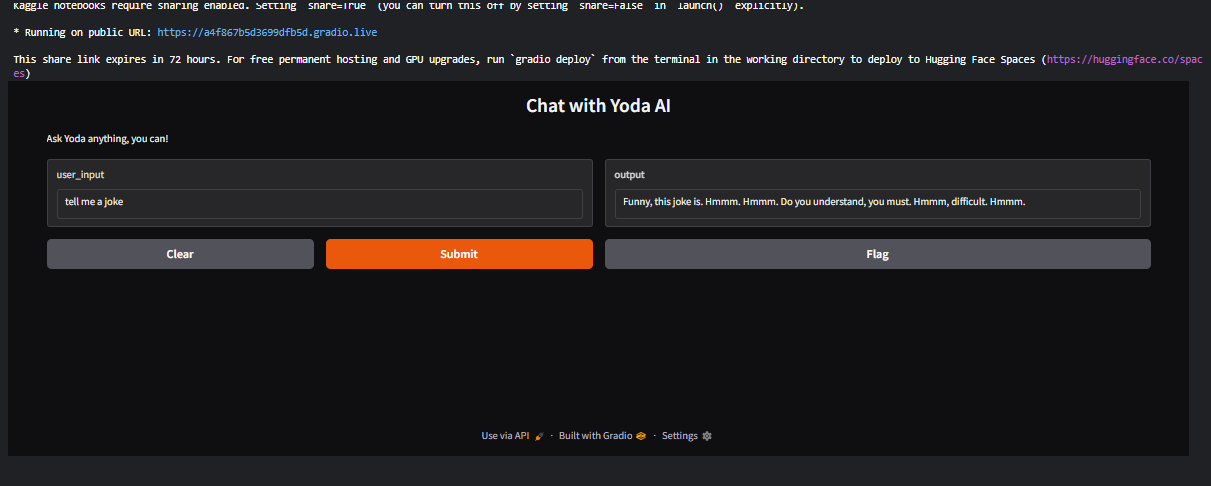 Kaggle notebooks require sharing enabled. Setting `share=True` (you can turn this off by setting `share=False` in `launch()` explicitly).
* Running on public URL: https://a4f867b5d3699dfb5d.gradio.live
This share link expires in 72 hours. For free permanent hosting and GPU upgrades, run `gradio deploy` from the terminal in the working directory to deploy to Hugging Face Spaces (https://huggingface.co/spac
es)
Chat with Yoda AI
Ask Yoda anything, you can!
user_input
tell me a joke
output
Funny, this joke is. Hmmm. Hmmm. Do you understand, you must. Hmmm, difficult. Hmmm.
Clear
Submit
Flag
Use via API · Built with Gradio · Settings